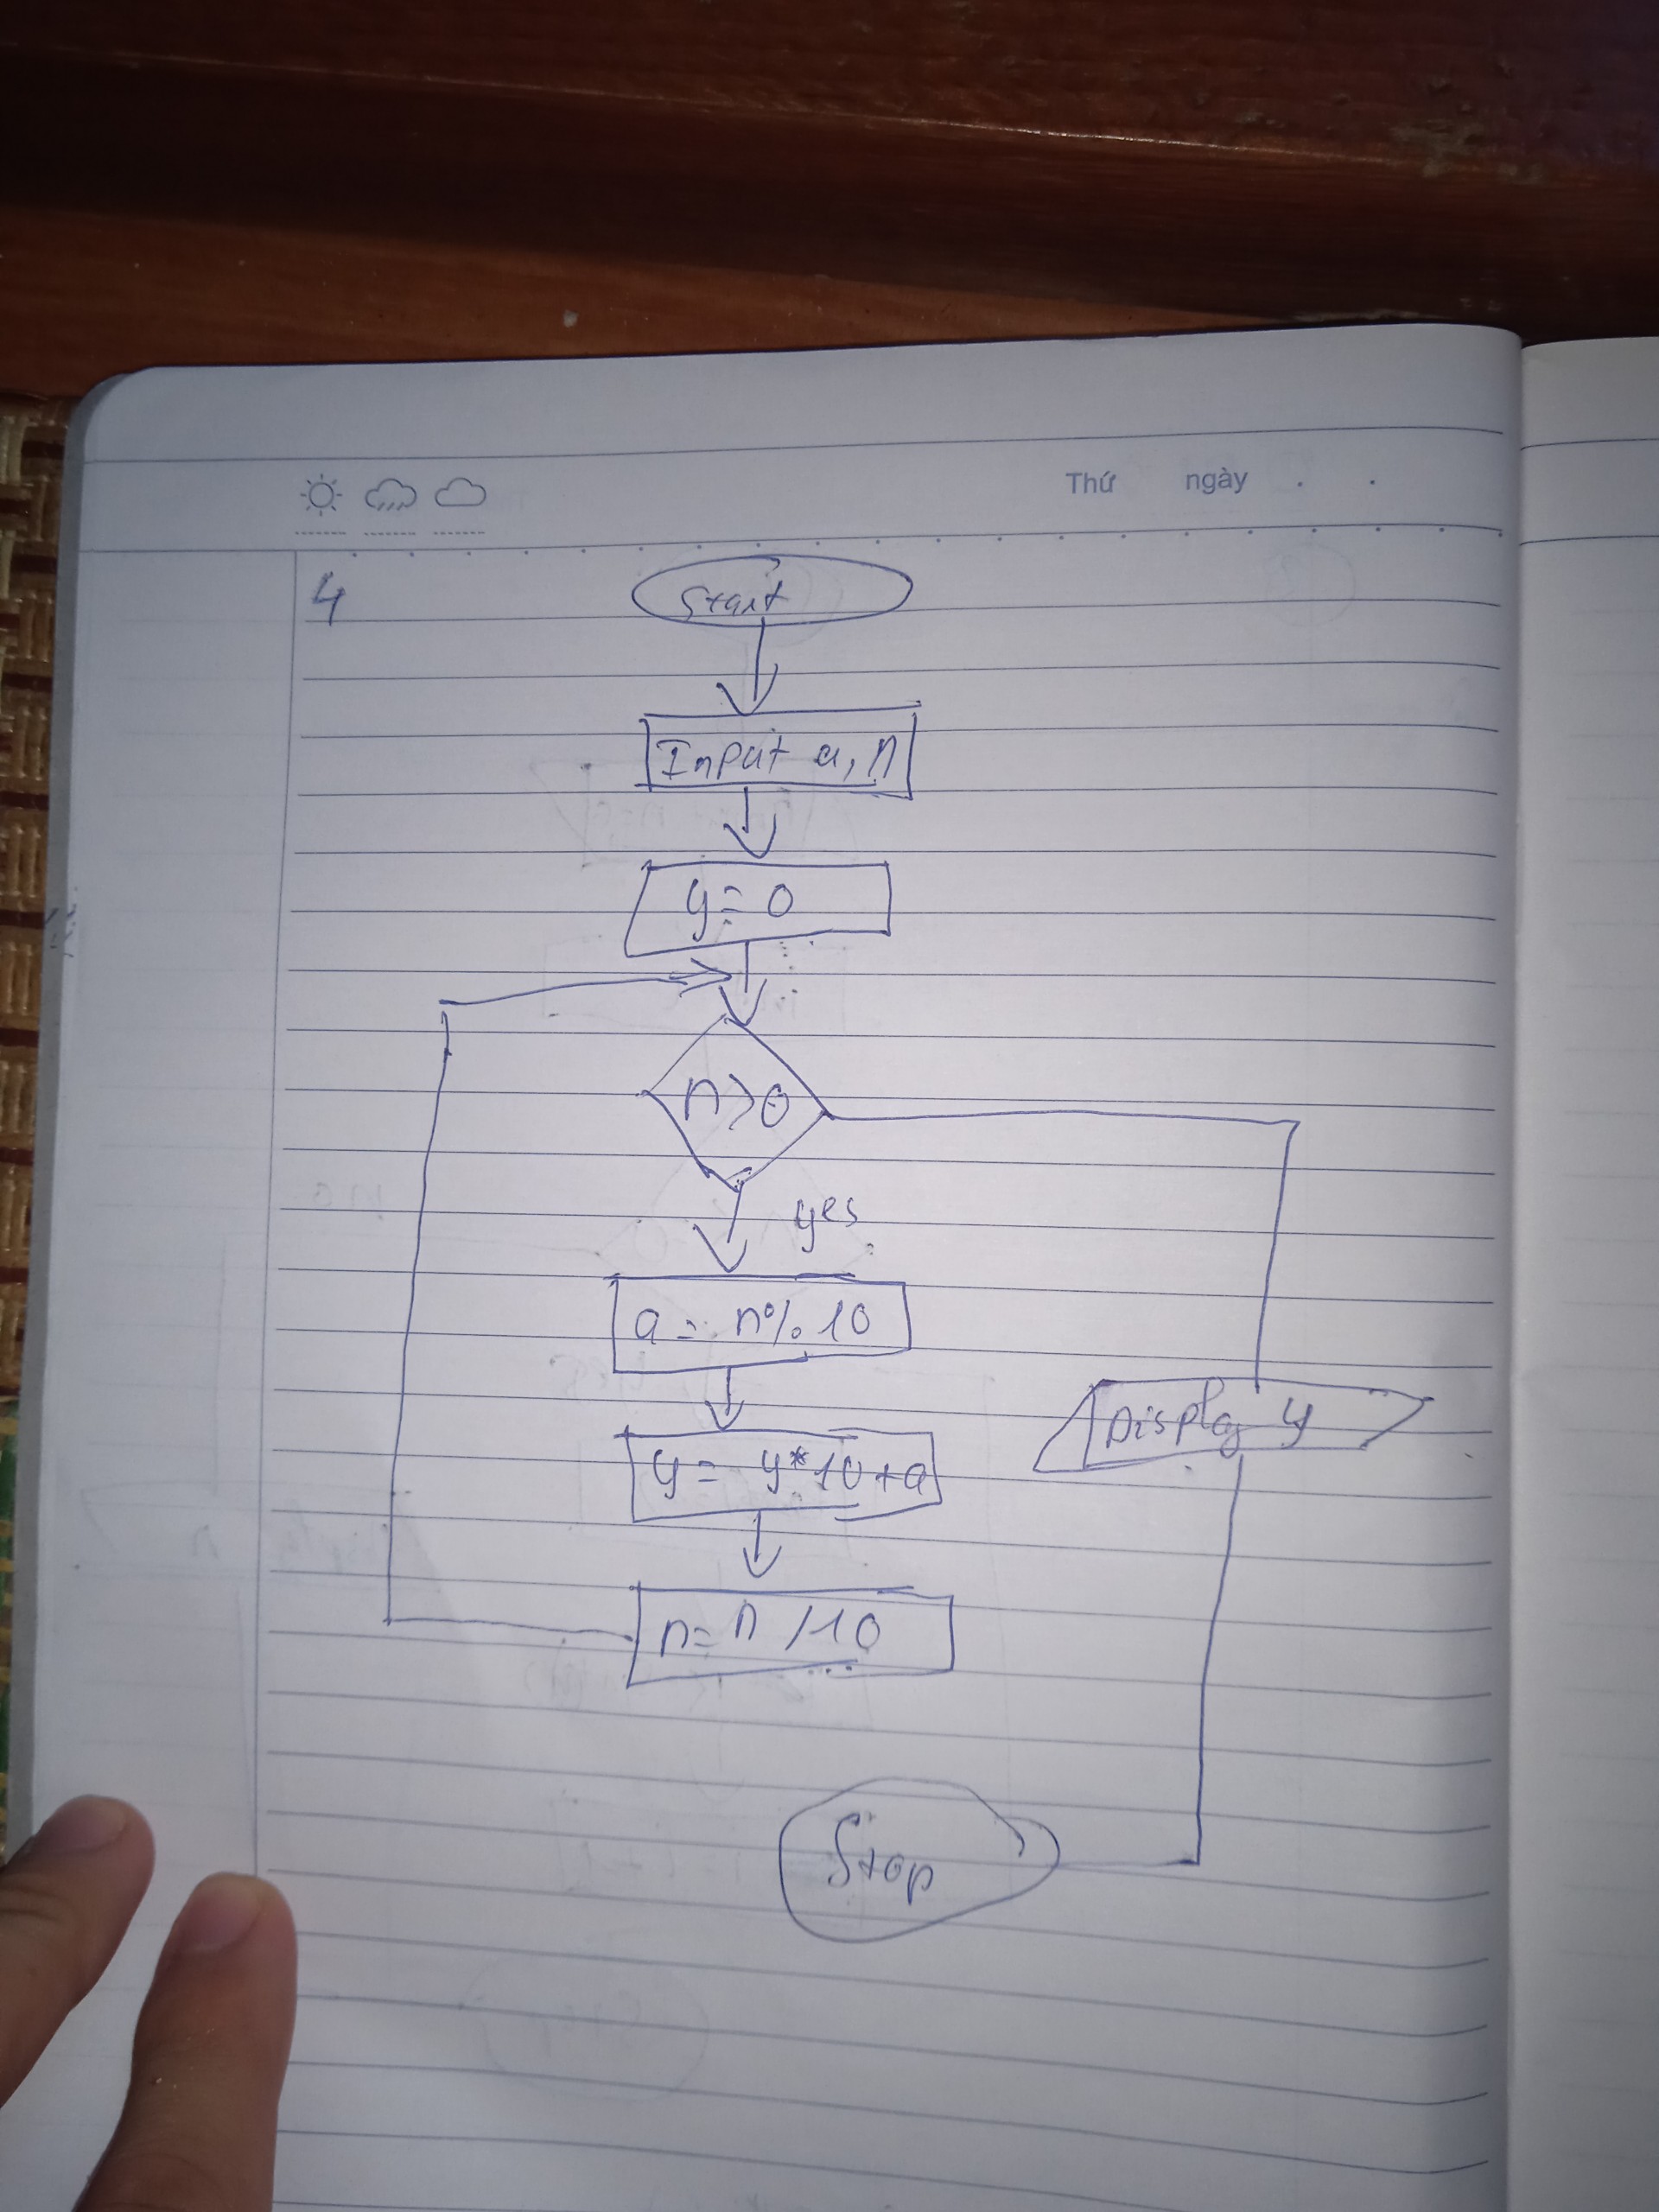 Thứ ngày . .
4
Start
Input a, n
y = 0
n > 0
yes
a = n % 10
Display y
y = y * 10 + a
n = n / 10
Stop